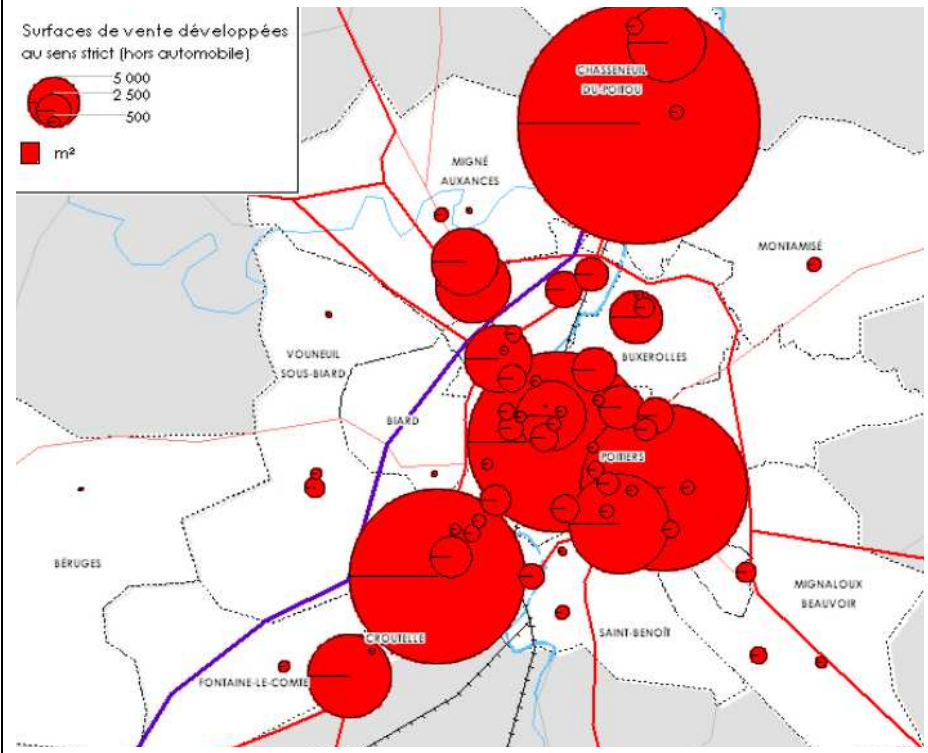 Surfaces de vente développées
au sens strict (hors automobile)
5 000
2 500
500
m²
CHASSENEUIL
DU-POITOU
MIGNÉ
AUXANCES
MONTAMISÉ
VOUNEUIL
SOUS-BIARD
BUXEROLLES
BIARD
POITIERS
BÉRUGES
MIGNALOUX
BEAUVOIR
CROUTELLE
SAINT-BENOÎT
FONTAINE-LE-COMTE